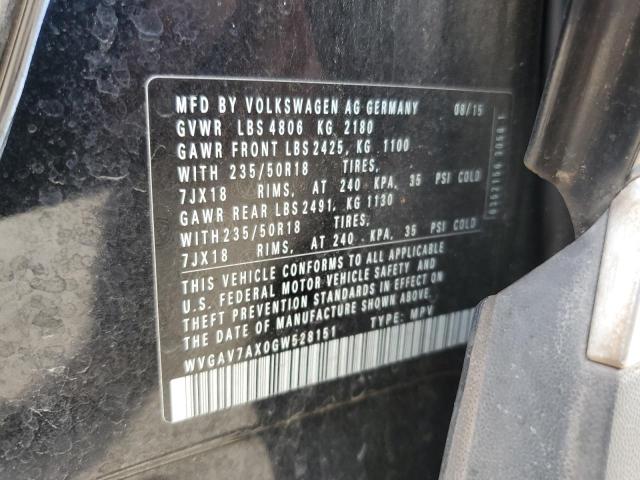 MFD BY VOLKSWAGEN AG GERMANY 08/15
GVWR LBS 4806 KG 2180
GAWR FRONT LBS 2425, KG 1100
WITH 235/50R18 TIRES,
7JX18 RIMS, AT 240 KPA, 35 PSI COLD
GAWR REAR LBS 2491, KG 1130
WITH 235/50R18 TIRES,
7JX18 RIMS, AT 240 KPA, 35 PSI COLD
THIS VEHICLE CONFORMS TO ALL APPLICABLE
U.S. FEDERAL MOTOR VEHICLE SAFETY AND
THEFT PREVENTION STANDARDS IN EFFECT ON
THE DATE OF MANUFACTURE SHOWN ABOVE.
WVGAV7AX0GW528151 TYPE: MPV